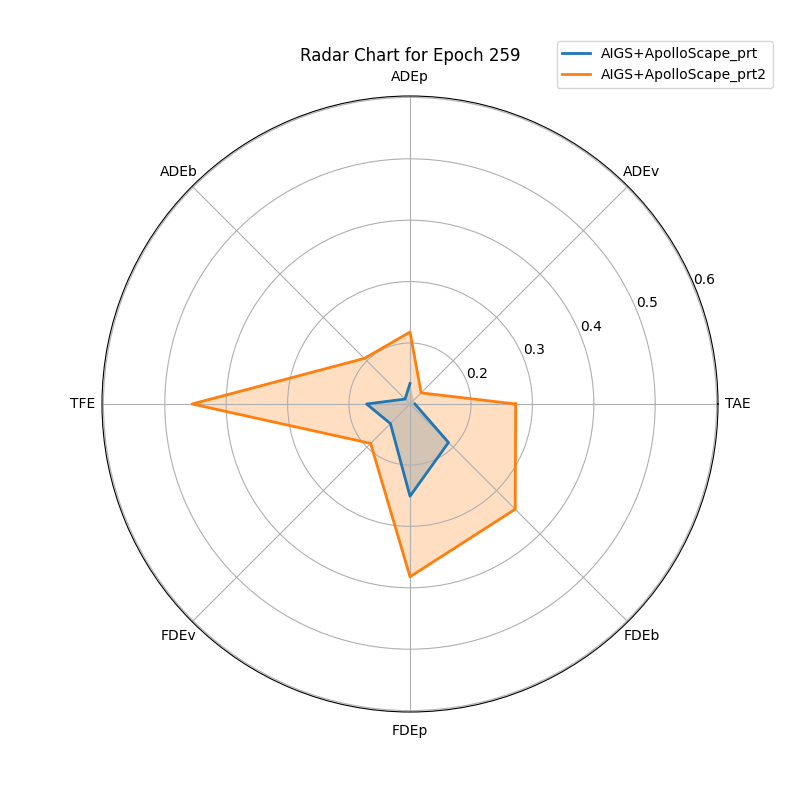 Radar Chart for Epoch 259
AIGS+ApolloScape_prt
AIGS+ApolloScape_prt2
ADEp
ADEb
ADEv
0.6
0.5
0.4
0.3
0.2
TFE
TAE
FDEv
FDEb
FDEp